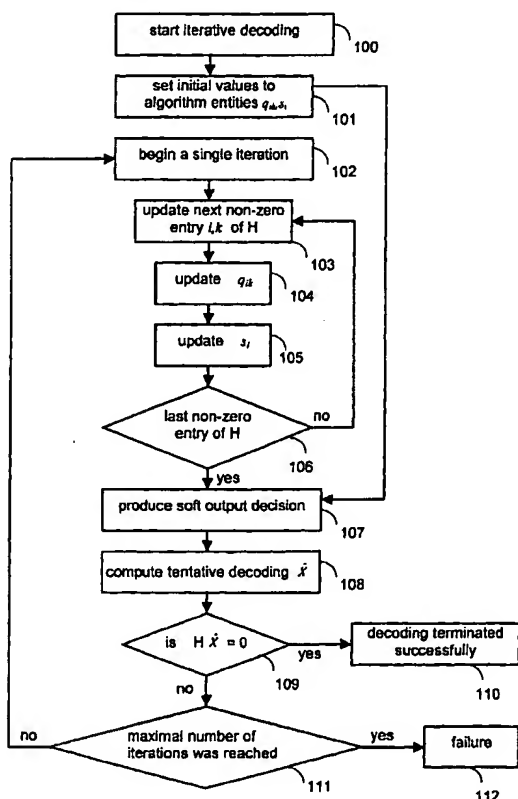 start iterative decoding
100
set initial values to
algorithm entities
101
begin a single iteration
102
update next non-zero
entry i,k of H
103
update q_ik
104
update s_i
105
last non-zero
entry of H
no
106
yes
produce soft output decision
107
compute tentative decoding x̂
108
is H x̂ = 0
yes
decoding terminated
successfully
109
110
no
no
maximal number of
iterations was reached
yes
failure
111
112